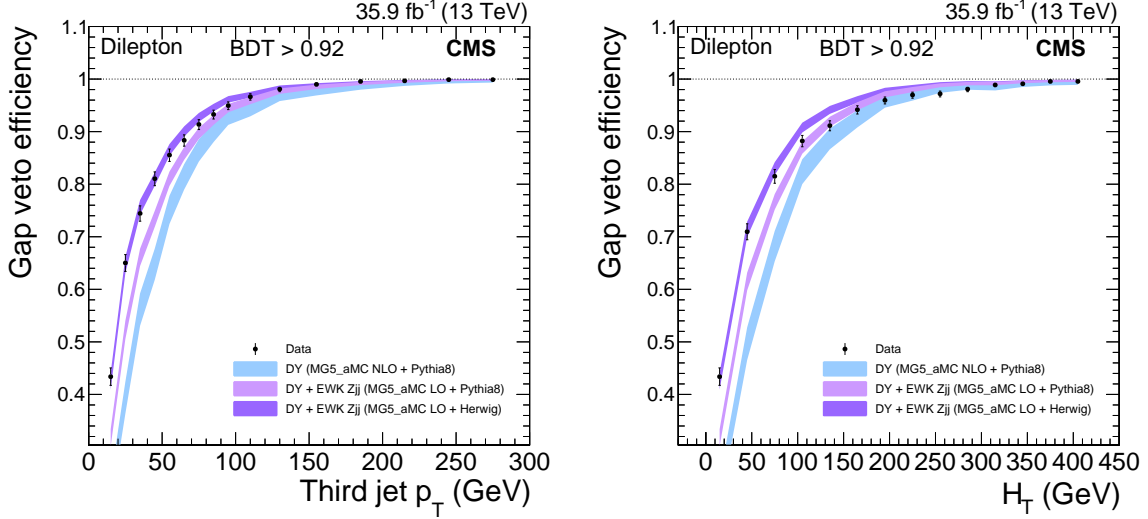 35.9 fb-1 (13 TeV)
Dilepton BDT > 0.92 CMS
Gap veto efficiency
1.1
1
0.9
0.8
0.7
0.6
0.5
0.4
Data
DY (MG5_aMC NLO + Pythia8)
DY + EWK Zjj (MG5_aMC LO + Pythia8)
DY + EWK Zjj (MG5_aMC LO + Herwig)
0 50 100 150 200 250 300
Third jet pT (GeV)
35.9 fb-1 (13 TeV)
Dilepton BDT > 0.92 CMS
Gap veto efficiency
1.1
1
0.9
0.8
0.7
0.6
0.5
0.4
Data
DY (MG5_aMC NLO + Pythia8)
DY + EWK Zjj (MG5_aMC LO + Pythia8)
DY + EWK Zjj (MG5_aMC LO + Herwig)
0 50 100 150 200 250 300 350 400 450
HT (GeV)